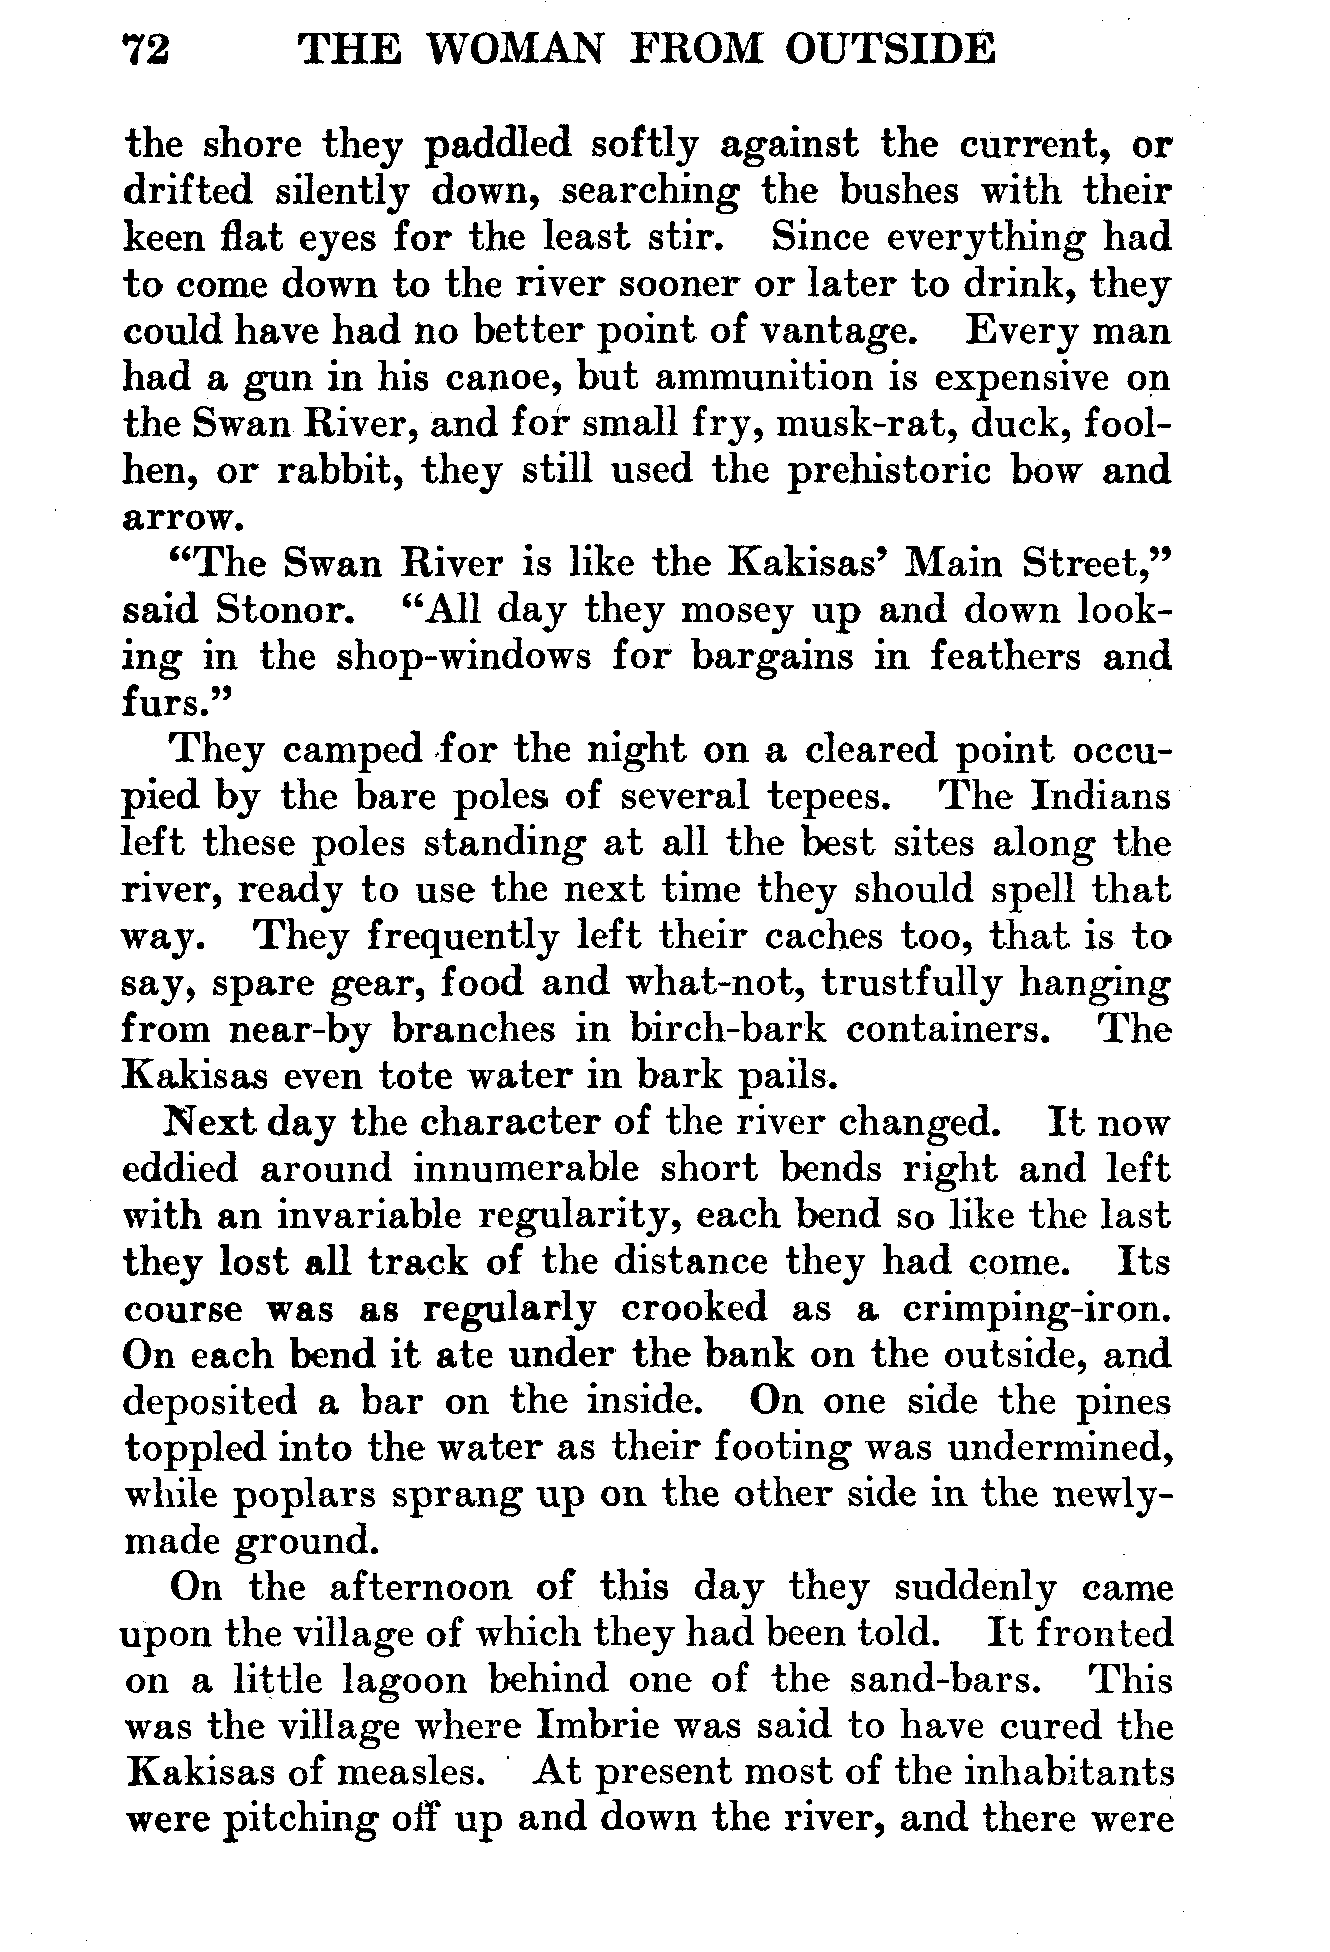 72 THE WOMAN FROM OUTSIDE
the shore they paddled softly against the current, or
drifted silently down, searching the bushes with their
keen flat eyes for the least stir. Since everything had
to come down to the river sooner or later to drink, they
could have had no better point of vantage. Every man
had a gun in his canoe, but ammunition is expensive on
the Swan River, and for small fry, musk-rat, duck, fool-
hen, or rabbit, they still used the prehistoric bow and
arrow.
“The Swan River is like the Kakisas’ Main Street,”
said Stonor. “All day they mosey up and down look-
ing in the shop-windows for bargains in feathers and
furs.”
They camped for the night on a cleared point occu-
pied by the bare poles of several tepees. The Indians
left these poles standing at all the best sites along the
river, ready to use the next time they should spell that
way. They frequently left their caches too, that is to
say, spare gear, food and what-not, trustfully hanging
from near-by branches in birch-bark containers. The
Kakisas even tote water in bark pails.
Next day the character of the river changed. It now
eddied around innumerable short bends right and left
with an invariable regularity, each bend so like the last
they lost all track of the distance they had come. Its
course was as regularly crooked as a crimping-iron.
On each bend it ate under the bank on the outside, and
deposited a bar on the inside. On one side the pines
toppled into the water as their footing was undermined,
while poplars sprang up on the other side in the newly-
made ground.
On the afternoon of this day they suddenly came
upon the village of which they had been told. It fronted
on a little lagoon behind one of the sand-bars. This
was the village where Imbrie was said to have cured the
Kakisas of measles. At present most of the inhabitants
were pitching off up and down the river, and there were